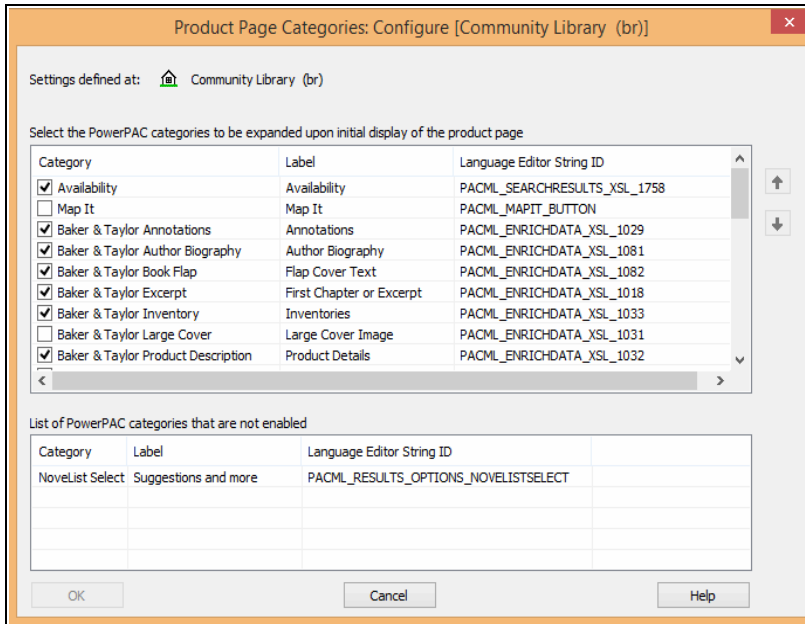 Product Page Categories: Configure [Community Library (br)]
Settings defined at: Community Library (br)
Select the PowerPAC categories to be expanded upon initial display of the product page
Category Label Language Editor String ID
Availability Availability PACML_SEARCHRESULTS_XSL_1758
Map It Map It PACML_MAPIT_BUTTON
Baker & Taylor Annotations Annotations PACML_ENRICHDATA_XSL_1029
Baker & Taylor Author Biography Author Biography PACML_ENRICHDATA_XSL_1081
Baker & Taylor Book Flap Flap Cover Text PACML_ENRICHDATA_XSL_1082
Baker & Taylor Excerpt First Chapter or Excerpt PACML_ENRICHDATA_XSL_1018
Baker & Taylor Inventory Inventories PACML_ENRICHDATA_XSL_1033
Baker & Taylor Large Cover Large Cover Image PACML_ENRICHDATA_XSL_1031
Baker & Taylor Product Description Product Details PACML_ENRICHDATA_XSL_1032
List of PowerPAC categories that are not enabled
Category Label Language Editor String ID
NoveList Select Suggestions and more PACML_RESULTS_OPTIONS_NOVELISTSELECT
OK Cancel Help